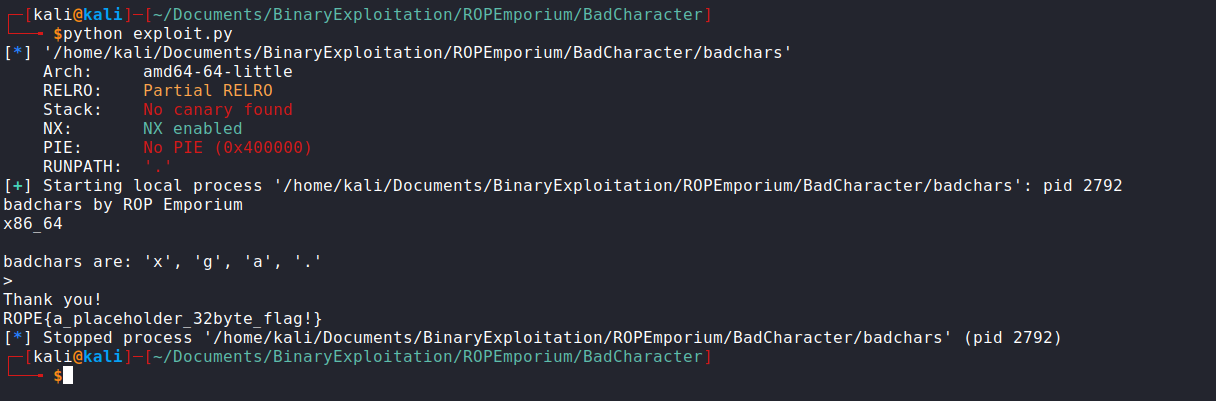 ┌─[kali@kali]─[~/Documents/BinaryExploitation/ROPEmporium/BadCharacter]
└──╼ $python exploit.py
[*] '/home/kali/Documents/BinaryExploitation/ROPEmporium/BadCharacter/badchars'
    Arch:     amd64-64-little
    RELRO:    Partial RELRO
    Stack:    No canary found
    NX:       NX enabled
    PIE:      No PIE (0x400000)
    RUNPATH:  '.'
[+] Starting local process '/home/kali/Documents/BinaryExploitation/ROPEmporium/BadCharacter/badchars': pid 2792
badchars by ROP Emporium
x86_64

badchars are: 'x', 'g', 'a', '.'
>
Thank you!
ROPE{a_placeholder_32byte_flag!}
[*] Stopped process '/home/kali/Documents/BinaryExploitation/ROPEmporium/BadCharacter/badchars' (pid 2792)
┌─[kali@kali]─[~/Documents/BinaryExploitation/ROPEmporium/BadCharacter]
└──╼ $